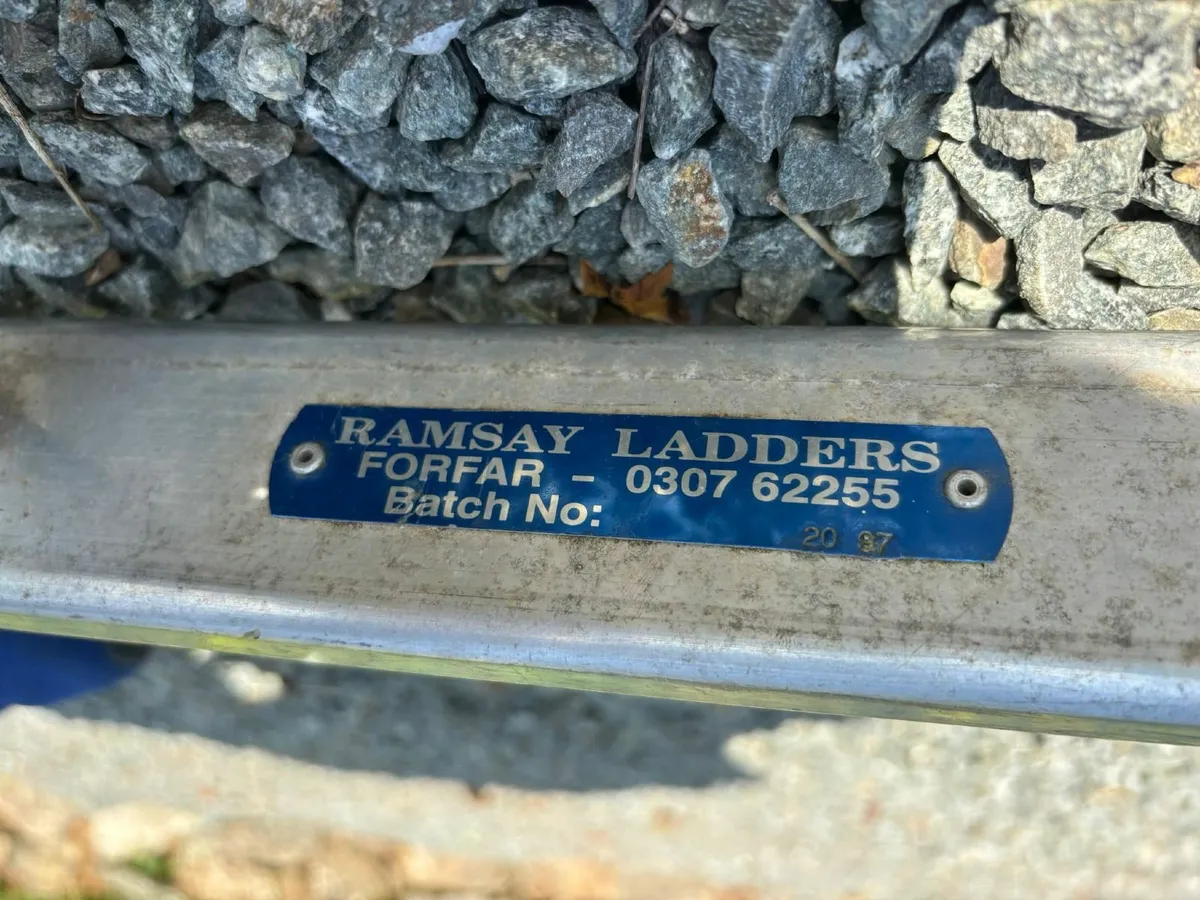 RAMSAY LADDERS
FORFAR – 0307 62255
Batch No:
20 97